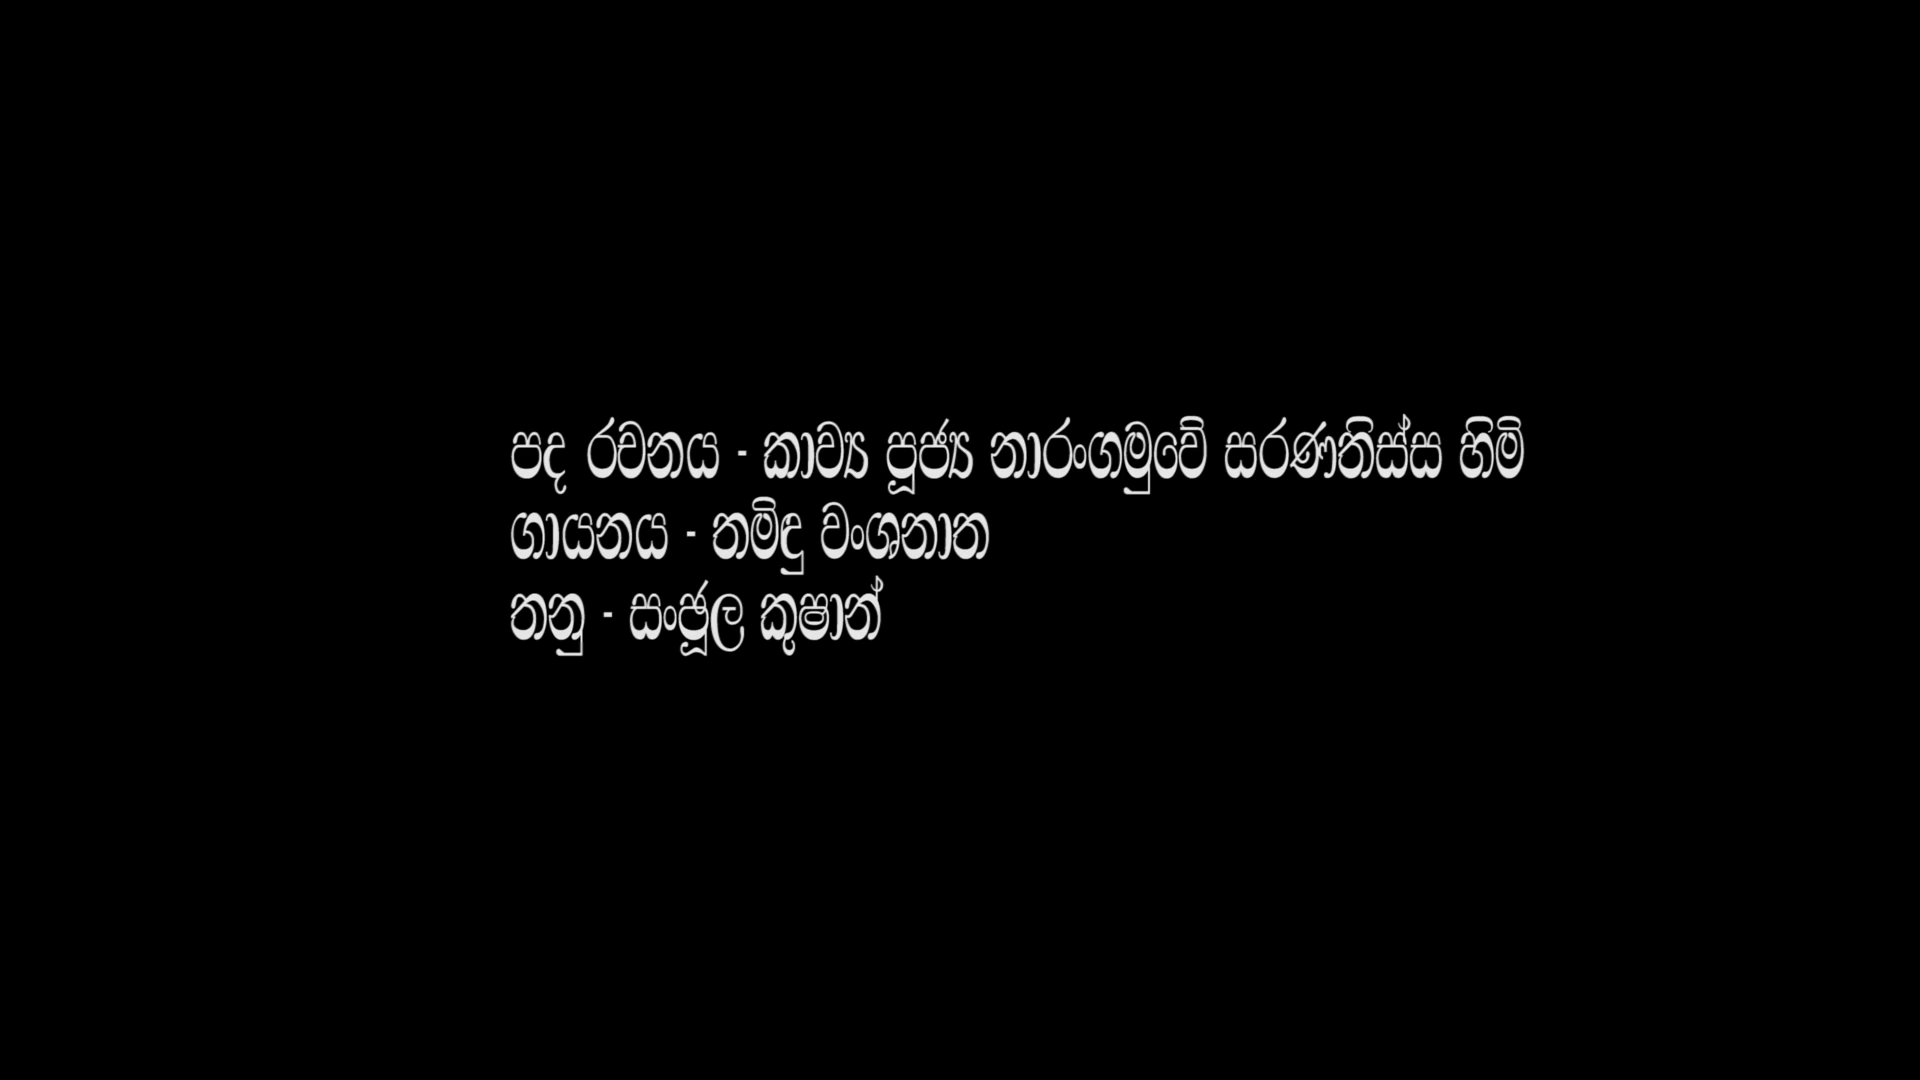 පද රචනය - කාව්‍ය පූජ්‍ය නාරංගමුවේ සරණතිස්ස හිමි
ගායනය - තමිඳු වංශනාත
තනු - සංජූල කුෂාන්